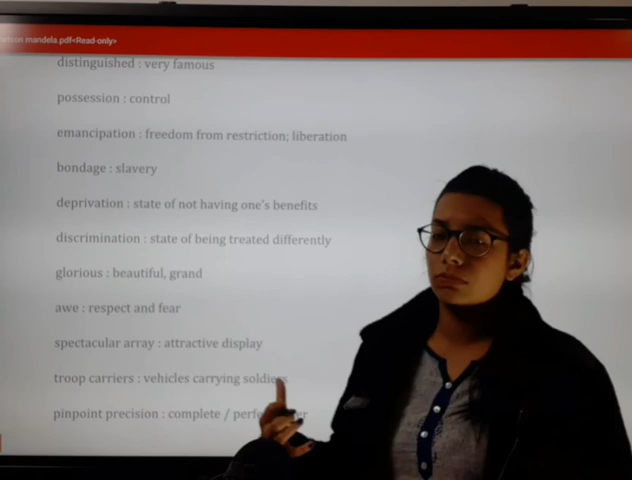 mandela.pdf<Read-only>
distinguished : very famous
possession : control
emancipation : freedom from restriction; liberation
bondage : slavery
deprivation : state of not having one's benefits
discrimination : state of being treated differently
glorious : beautiful, grand
awe : respect and fear
spectacular array : attractive display
troop carriers : vehicles carrying soldiers
pinpoint precision : complete /